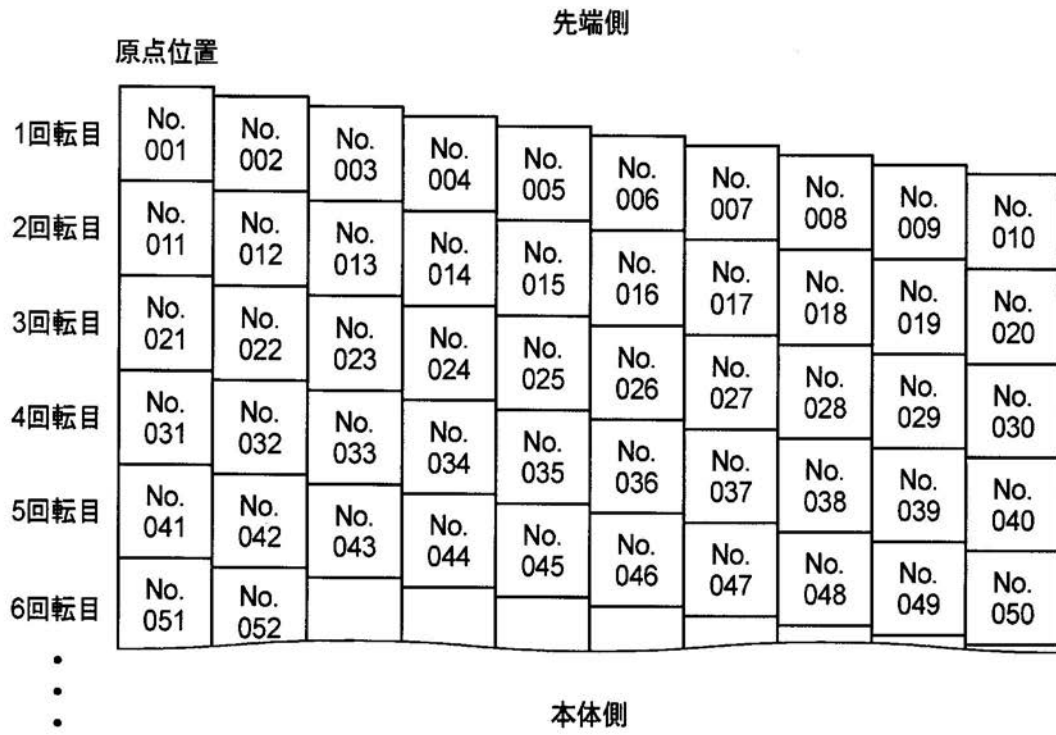 先端側
原点位置
1回転目 No. 001 No. 002 No. 003 No. 004 No. 005 No. 006 No. 007 No. 008 No. 009 No. 010
2回転目 No. 011 No. 012 No. 013 No. 014 No. 015 No. 016 No. 017 No. 018 No. 019 No. 020
3回転目 No. 021 No. 022 No. 023 No. 024 No. 025 No. 026 No. 027 No. 028 No. 029 No. 030
4回転目 No. 031 No. 032 No. 033 No. 034 No. 035 No. 036 No. 037 No. 038 No. 039 No. 040
5回転目 No. 041 No. 042 No. 043 No. 044 No. 045 No. 046 No. 047 No. 048 No. 049 No. 050
6回転目 No. 051 No. 052
本体側